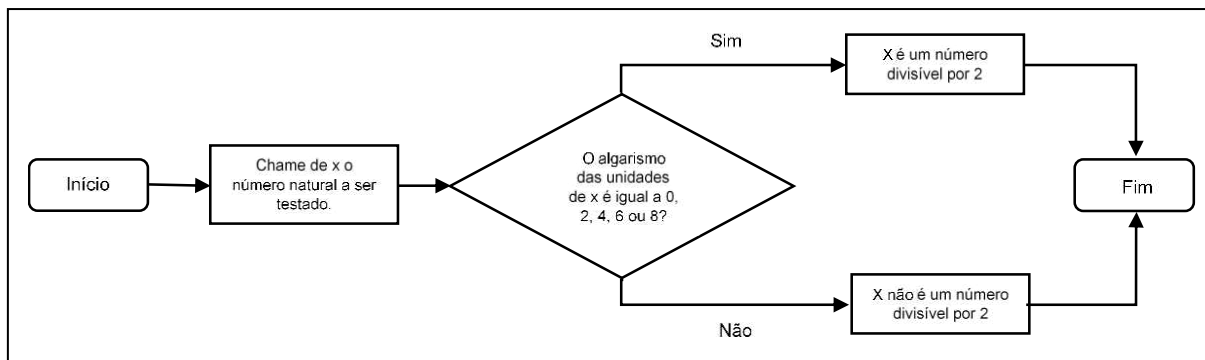 Início
Chame de x o
número natural a ser
testado.
O algarismo
das unidades
de x é igual a 0,
2, 4, 6 ou 8?
Sim
X é um número
divisível por 2
Não
X não é um número
divisível por 2
Fim